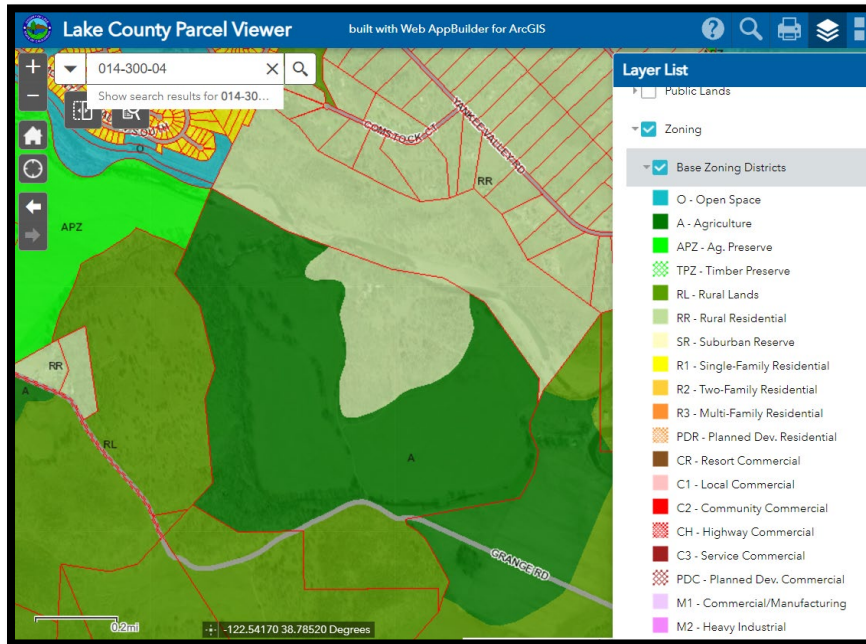 Lake County Parcel Viewer
built with Web AppBuilder for ArcGIS
014-300-04
Show search results for 014-30...
Layer List
Public Lands
Zoning
Base Zoning Districts
O - Open Space
A - Agriculture
APZ - Ag. Preserve
TPZ - Timber Preserve
RL - Rural Lands
RR - Rural Residential
SR - Suburban Reserve
R1 - Single-Family Residential
R2 - Two-Family Residential
R3 - Multi-Family Residential
PDR - Planned Dev. Residential
CR - Resort Commercial
C1 - Local Commercial
C2 - Community Commercial
CH - Highway Commercial
C3 - Service Commercial
PDC - Planned Dev. Commercial
M1 - Commercial/Manufacturing
M2 - Heavy Industrial
O
COMSTOCK CT
YANKEE VALLEY RD
RR
APZ
RR
A
RL
A
GRANGE RD
0.2mi
-122.54170 38.78520 Degrees